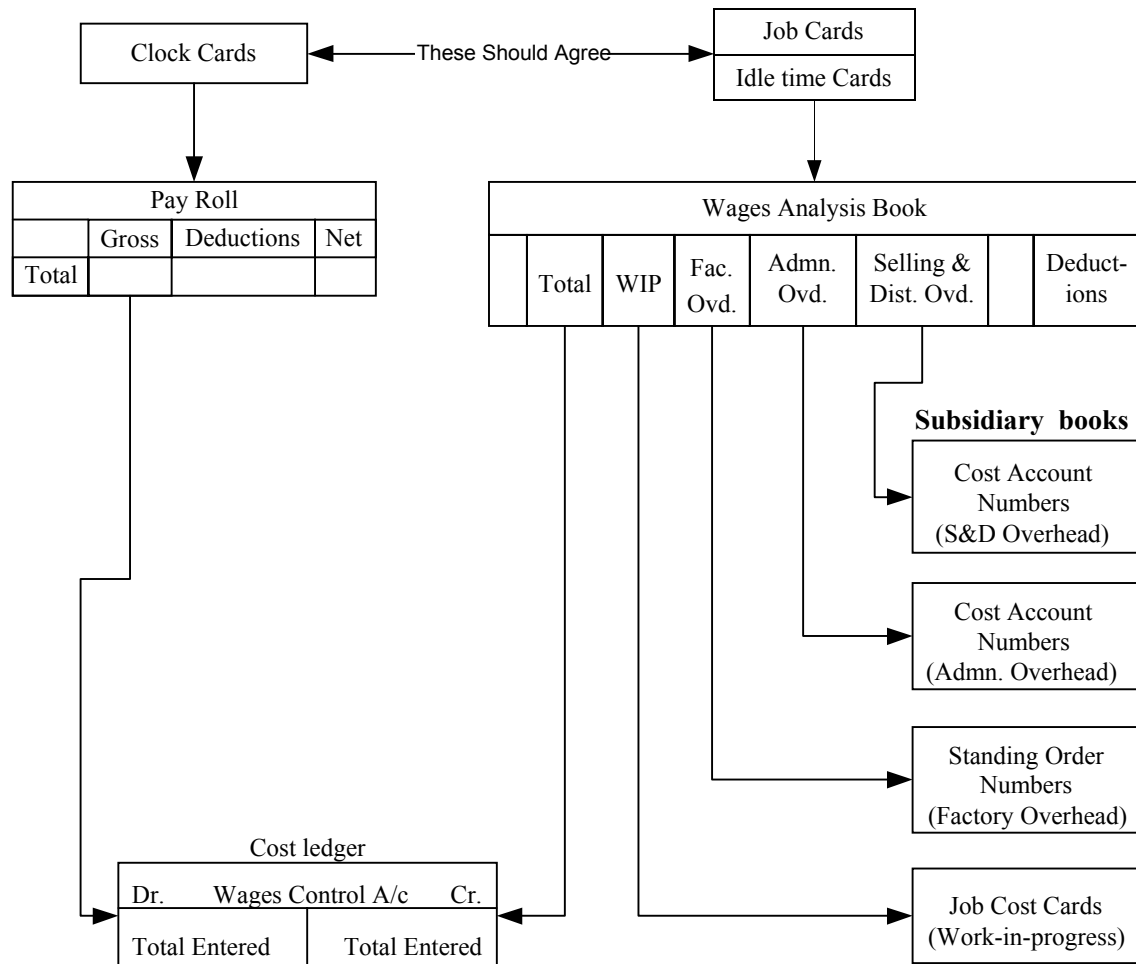 Clock Cards
These Should Agree
Job Cards
Idle time Cards
Pay Roll
Gross Deductions Net
Total
Wages Analysis Book
Total WIP Fac. Ovd. Admn. Ovd. Selling & Dist. Ovd. Deduct-ions
Subsidiary books
Cost Account
Numbers
(S&D Overhead)
Cost Account
Numbers
(Admn. Overhead)
Standing Order
Numbers
(Factory Overhead)
Cost ledger
Dr. Wages Control A/c Cr.
Total Entered Total Entered
Job Cost Cards
(Work-in-progress)